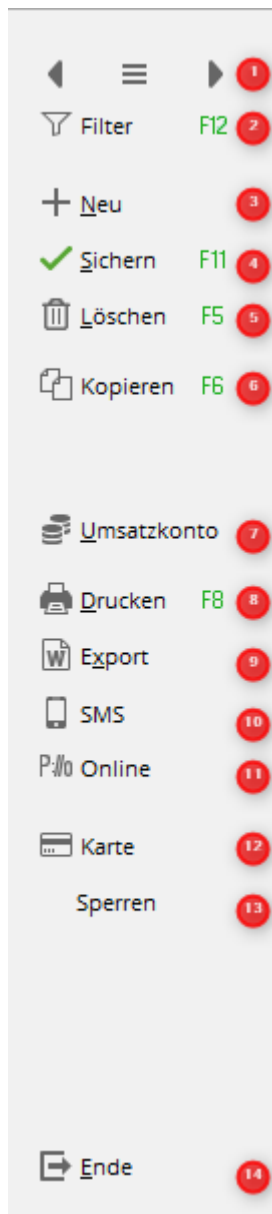 1
Filter F12 2
Neu 3
Sichern F11 4
Löschen F5 5
Kopieren F6 6
Umsatzkonto 7
Drucken F8 8
W Export 9
SMS 10
P://o Online 11
Karte 12
Sperren 13
Ende 14